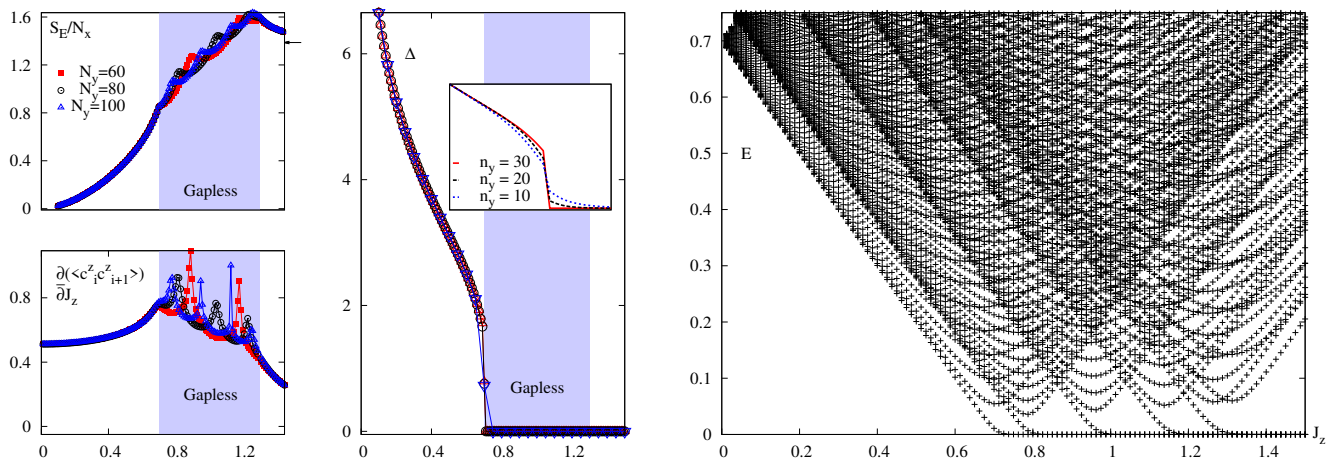 1.6
1.2
0.8
0.4
0
S_E/N_x
N_y=60
N_y=80
N_y=100
Gapless
0.8
0.4
0
∂(<c^z_i c^z_{i+1}>)
∂J_z
Gapless
0 0.4 0.8 1.2
6
4
2
0
Δ
n_y = 30
n_y = 20
n_y = 10
Gapless
0 0.4 0.8 1.2
0.7
0.6
0.5
0.4
0.3
0.2
0.1
0
E
0 0.2 0.4 0.6 0.8 1 1.2 1.4
J_z